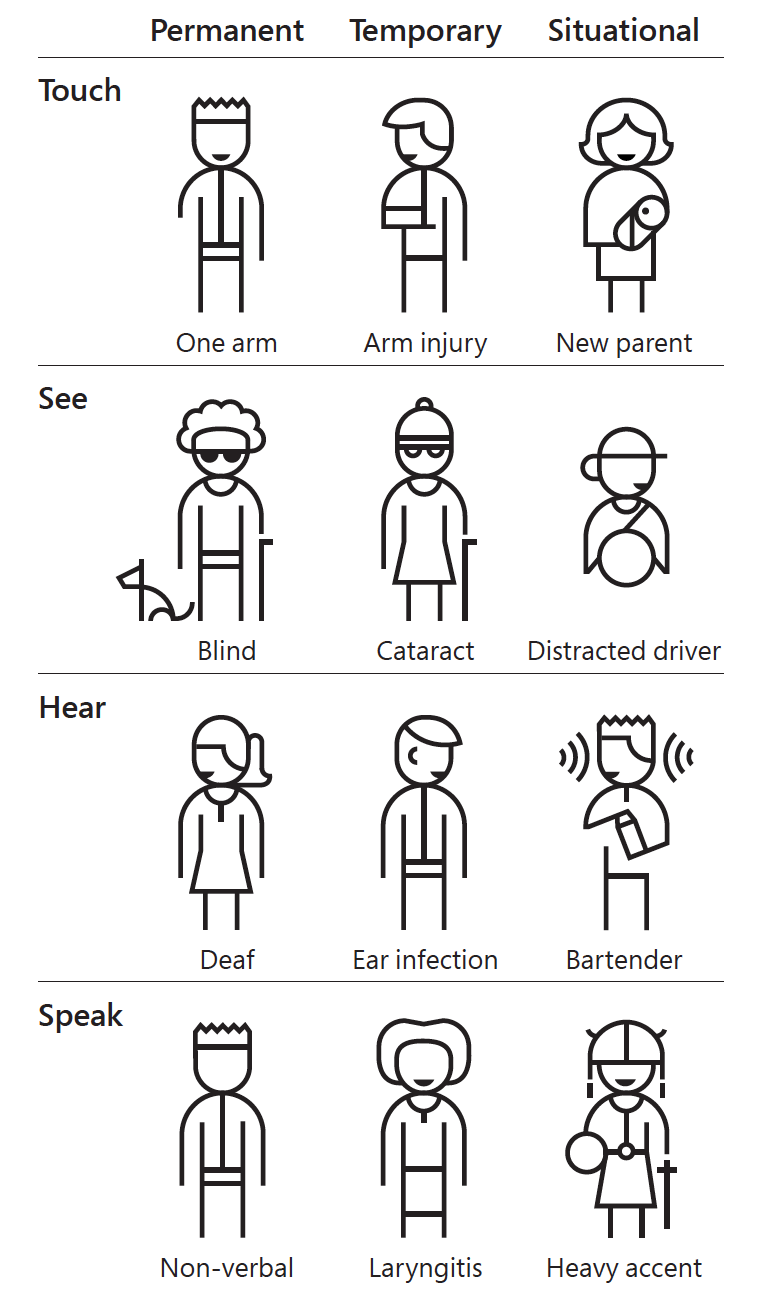 Permanent Temporary Situational
Touch
One arm Arm injury New parent
See
Blind Cataract Distracted driver
Hear
Deaf Ear infection Bartender
Speak
Non-verbal Laryngitis Heavy accent